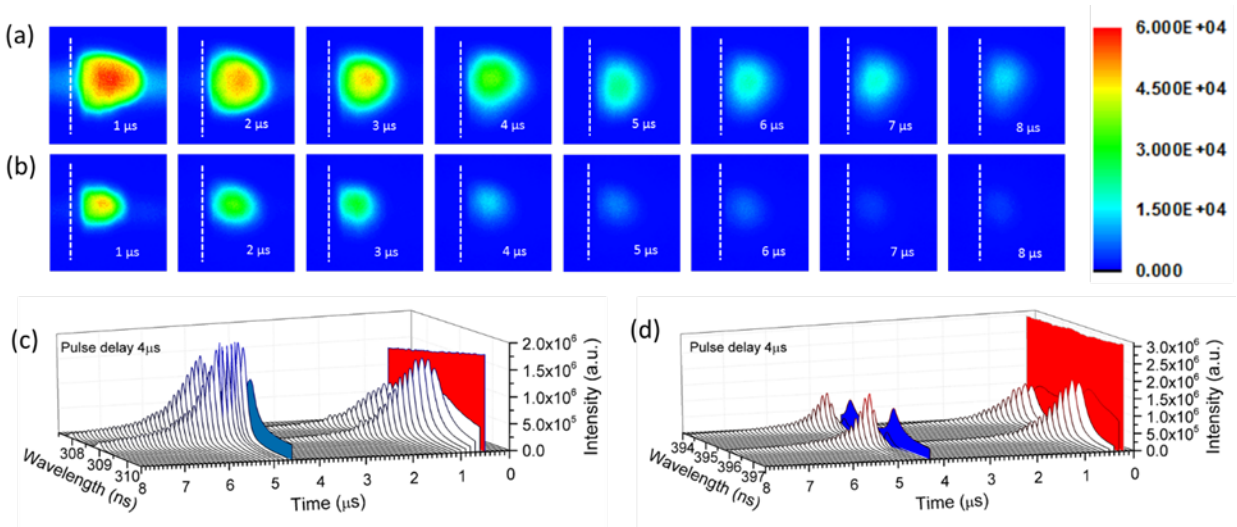 (a)
1 μs 2 μs 3 μs 4 μs 5 μs 6 μs 7 μs 8 μs
(b)
1 μs 2 μs 3 μs 4 μs 5 μs 6 μs 7 μs 8 μs
6.000E + 04
4.500E + 04
3.000E + 04
1.500E + 04
0.000
(c)
Pulse delay 4μs
2.0x10⁶
1.5x10⁶
1.0x10⁶
5.0x10⁵
0.0
Intensity (a.u.)
308
309
310
Wavelength (ns)
8 7 6 5 4 3 2 1 0
Time (μs)
(d)
Pulse delay 4μs
3.0x10⁶
2.5x10⁶
2.0x10⁶
1.5x10⁶
1.0x10⁶
5.0x10⁵
0.0
Intensity (a.u.)
394
395
396
397
Wavelength (ns)
8 7 6 5 4 3 2 1 0
Time (μs)